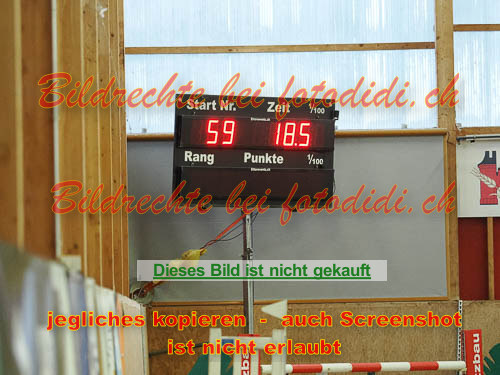 Bildrechte bei fotodidi.ch
Start Nr. Zeit 1/100
59 18.5
Rang Punkte 1/100
Bildrechte bei fotodidi.ch
Dieses Bild ist nicht gekauft
jegliches kopieren - auch Screenshot
ist nicht erlaubt
zbau